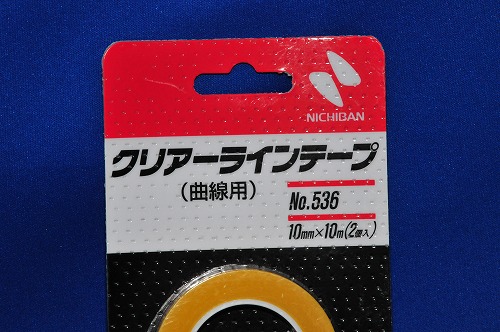 NICHIBAN
クリアーラインテープ
(曲線用)
No.536
10mm×10m(2個入)